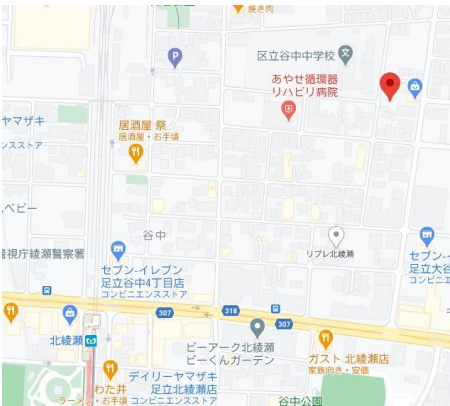 焼き肉
P
区立谷中中学校
文
あやせ循環器
リハビリ病院
ヤマザキ
ンスストア
居酒屋 祭
居酒屋・お手頃
ベビー
谷中
視庁綾瀬警察署
リブレ北綾瀬
セブン-イレブン
足立谷中4丁目店
コンビニエンスストア
セブン-
足立大谷
コンビニエ
307
318
307
北綾瀬
ビーアーク北綾瀬
ビーくんガーデン
ガスト 北綾瀬店
家族向き・安価
わた井
ラーメン・お手頃
デイリーヤマザキ
足立北綾瀬店
コンビニエンスストア
谷中公園